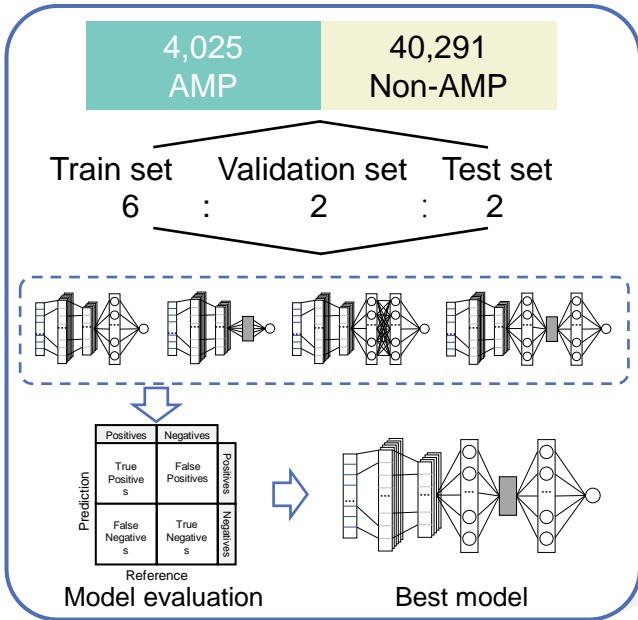 4,025
AMP
40,291
Non-AMP
Train set
Validation set
Test set
6 : 2 : 2
Positives
Negatives
True
Positive
s
False
Positives
Positives
Prediction
False
Negative
s
True
Negative
s
Negatives
Reference
Model evaluation
Best model